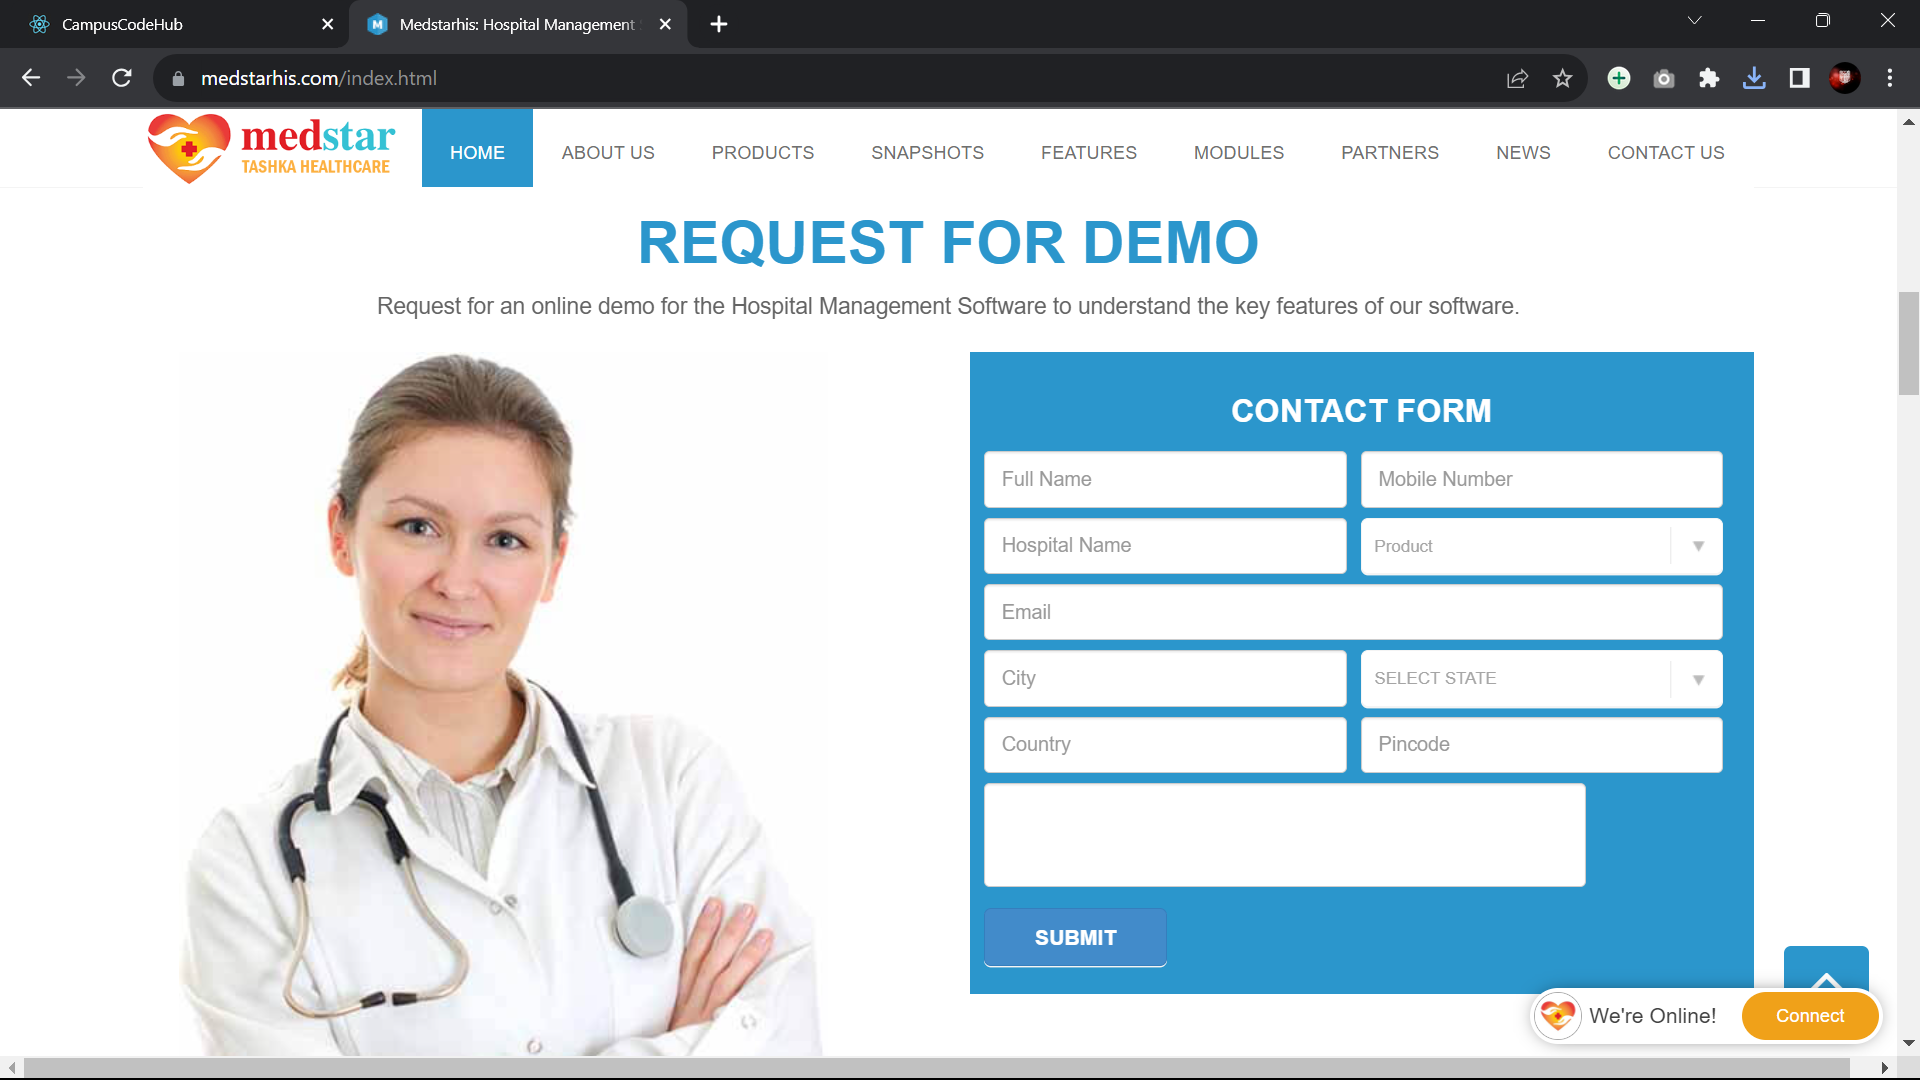 CampusCodeHub
Medstarhis: Hospital Management
medstarhis.com/index.html
medstar
TASHKA HEALTHCARE
HOME ABOUT US PRODUCTS SNAPSHOTS FEATURES MODULES PARTNERS NEWS CONTACT US
REQUEST FOR DEMO
Request for an online demo for the Hospital Management Software to understand the key features of our software.
CONTACT FORM
Full Name Mobile Number
Hospital Name Product
Email
City SELECT STATE
Country Pincode
SUBMIT
We're Online! Connect